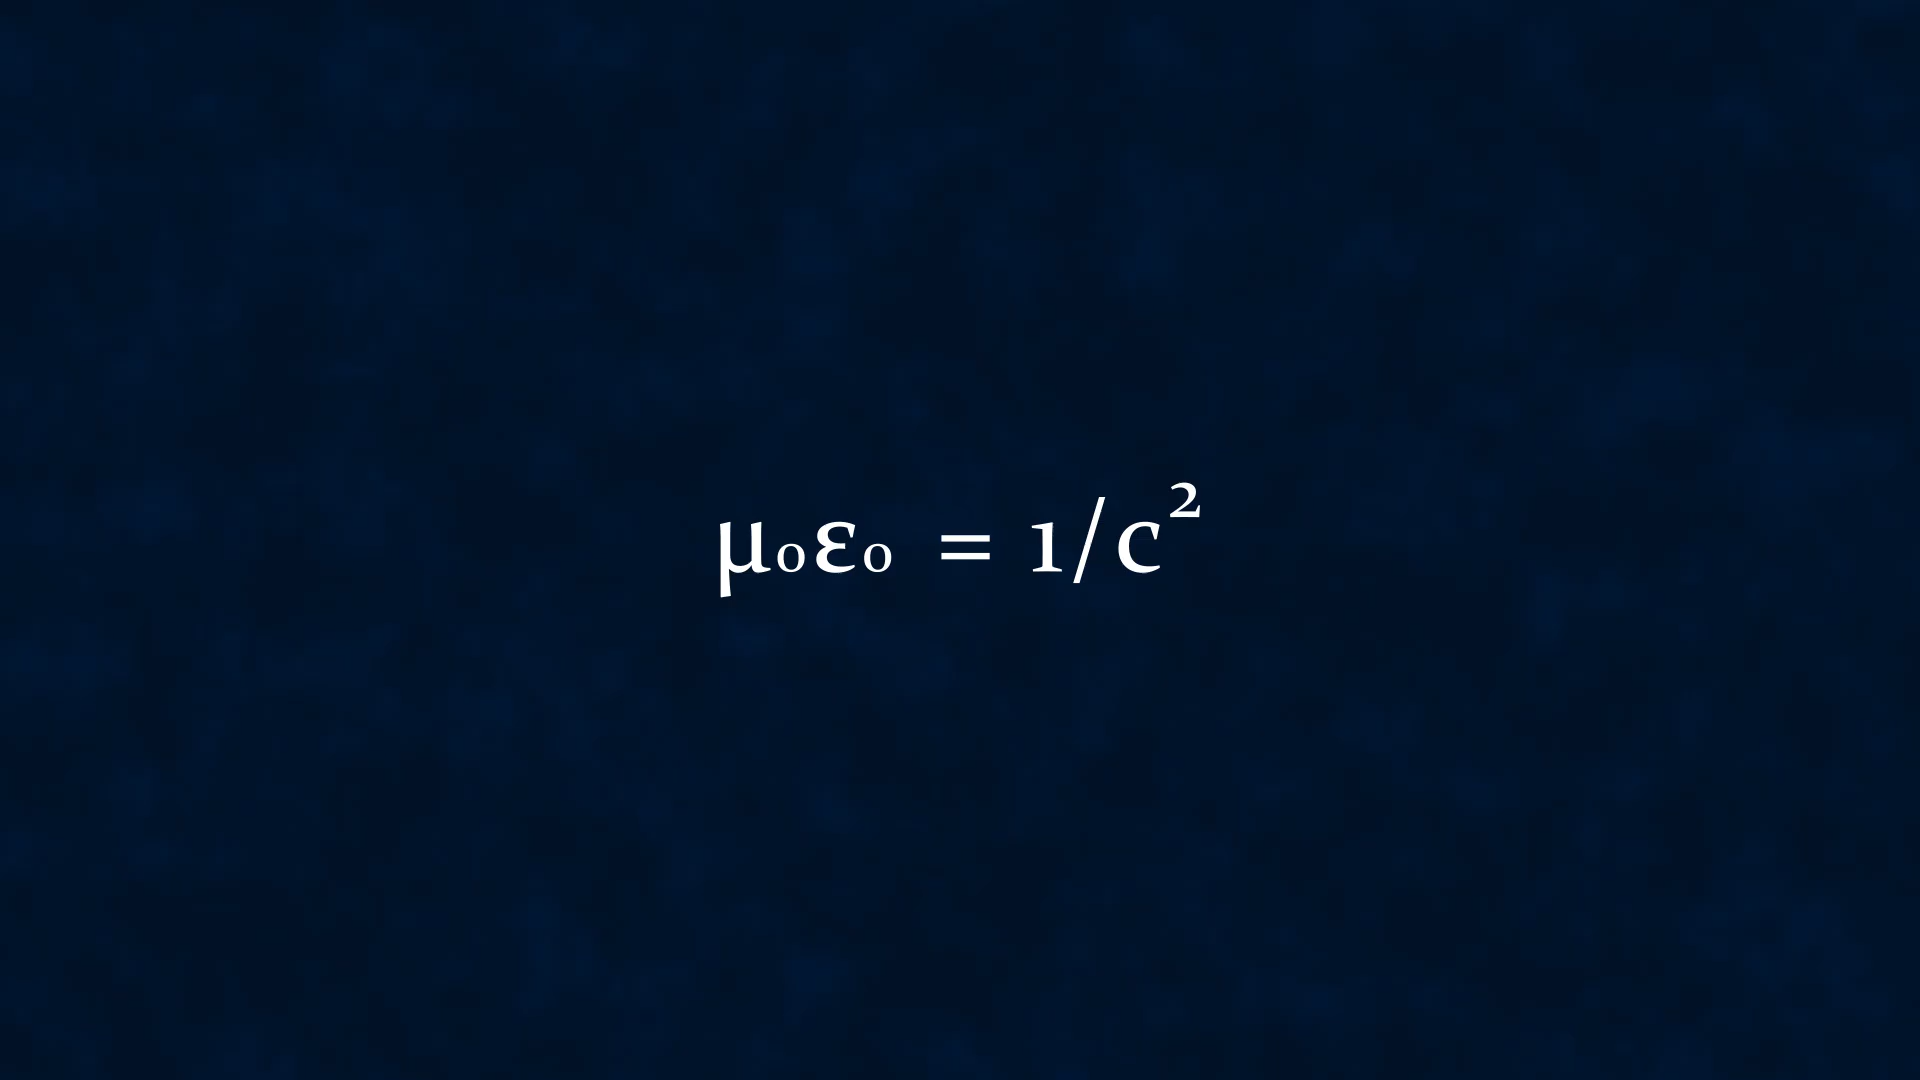 μ₀ε₀ = 1/c²